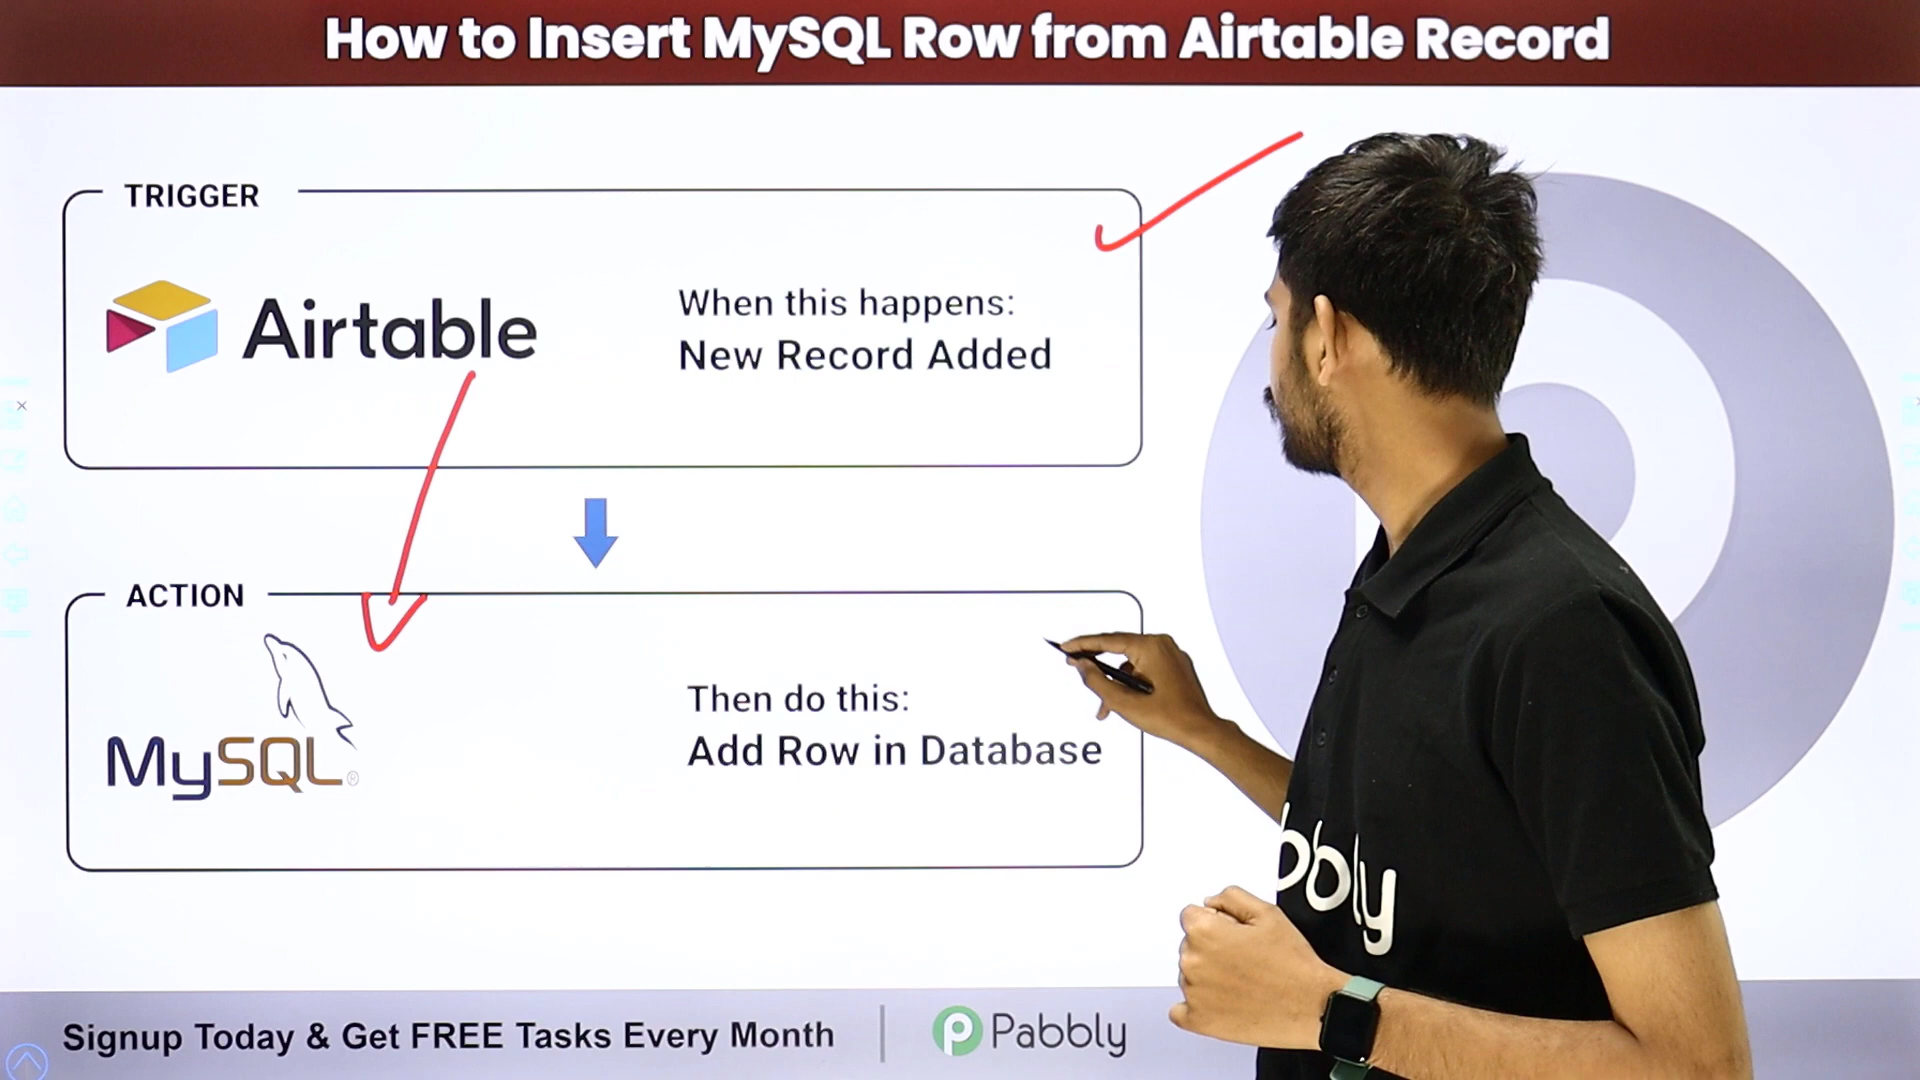 How to Insert MySQL Row from Airtable Record
TRIGGER
Airtable
When this happens:
New Record Added
ACTION
MySQL®
Then do this:
Add Row in Database
bbly
Signup Today & Get FREE Tasks Every Month
Pabbly